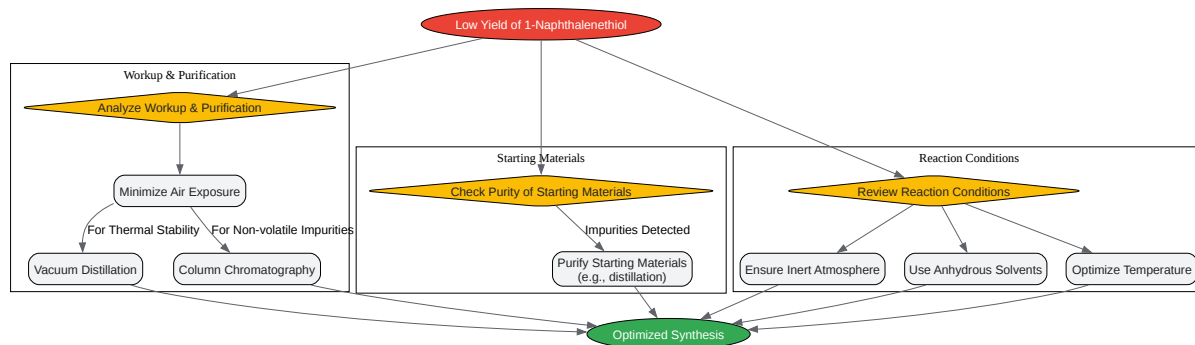 Low Yield of 1-Naphthalenethiol
Workup & Purification
Analyze Workup & Purification
Minimize Air Exposure
For Thermal Stability
For Non-volatile Impurities
Vacuum Distillation
Column Chromatography
Starting Materials
Check Purity of Starting Materials
Impurities Detected
Purify Starting Materials
(e.g., distillation)
Reaction Conditions
Review Reaction Conditions
Ensure Inert Atmosphere
Use Anhydrous Solvents
Optimize Temperature
Optimized Synthesis